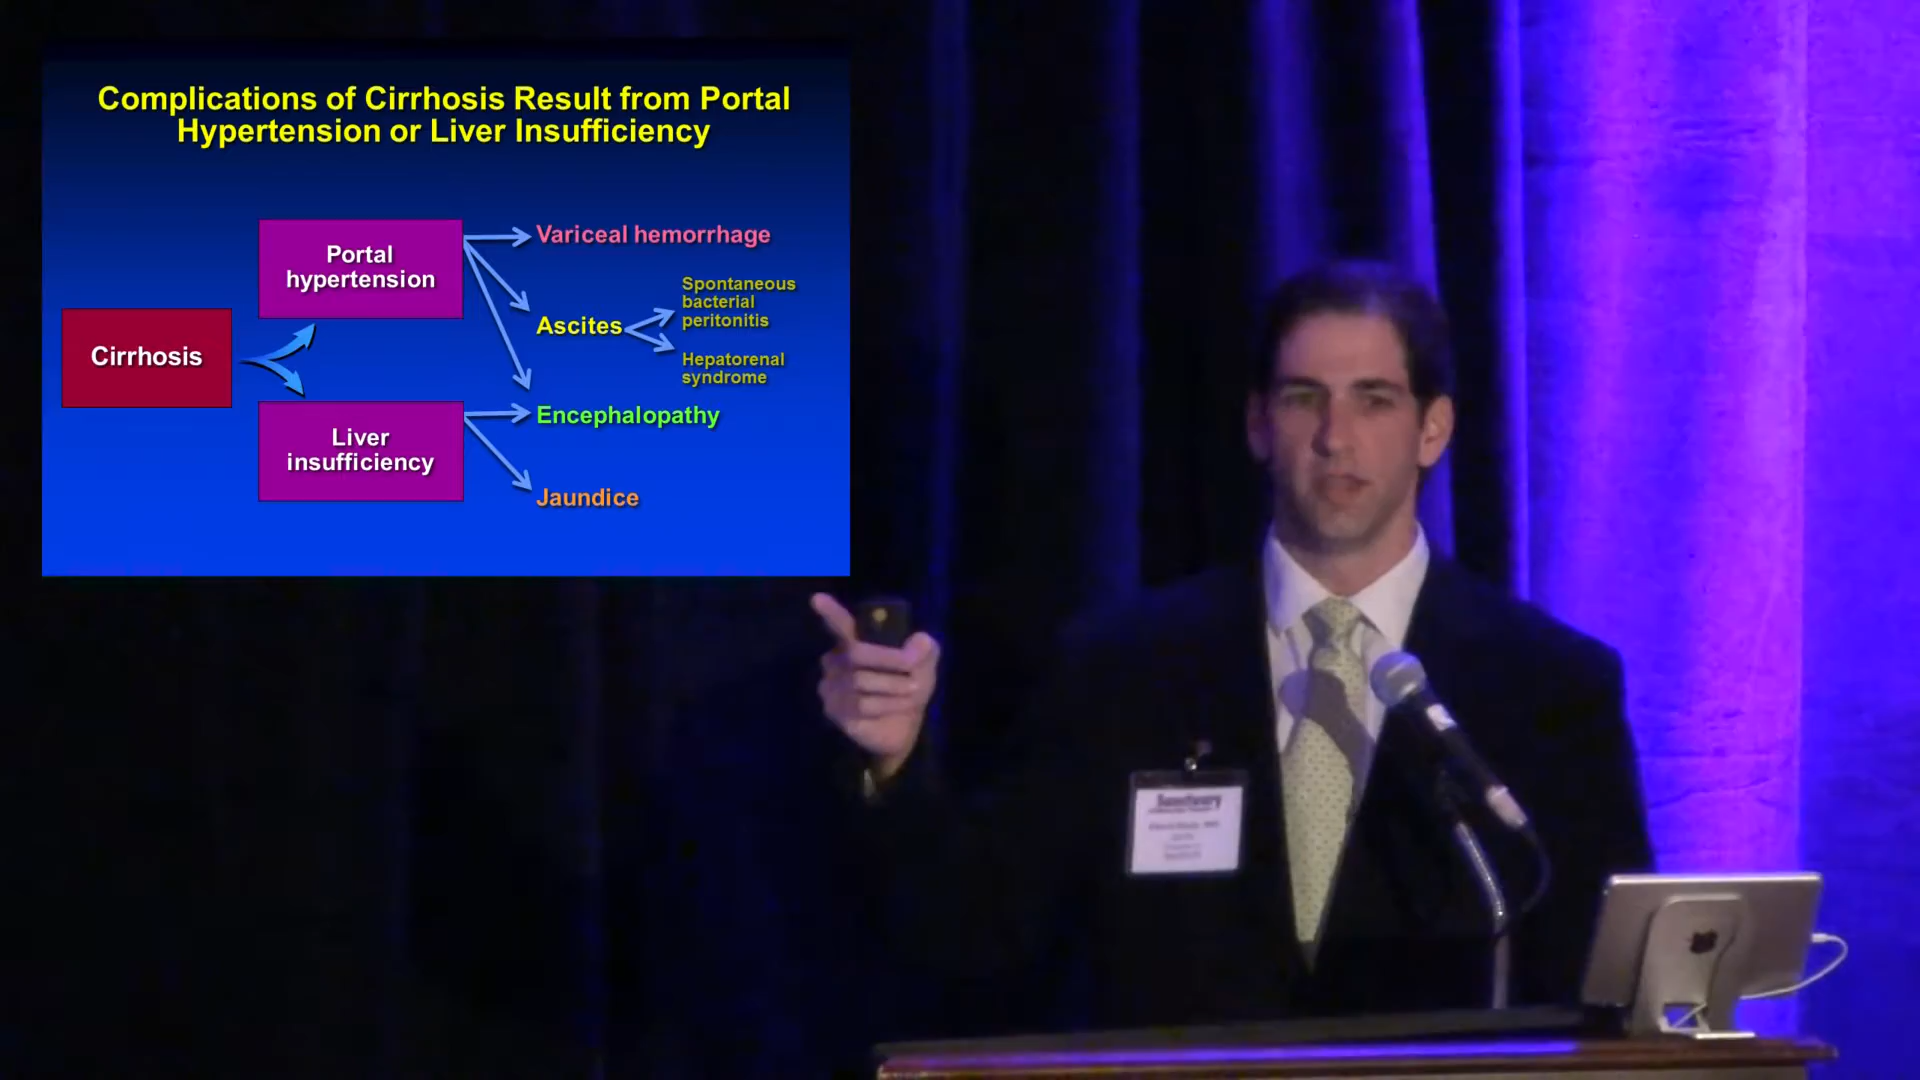 Complications of Cirrhosis Result from Portal
Hypertension or Liver Insufficiency
Portal
hypertension
Variceal hemorrhage
Spontaneous
bacterial
peritonitis
Ascites
Hepatorenal
syndrome
Cirrhosis
Encephalopathy
Liver
insufficiency
Jaundice
Sanctuary